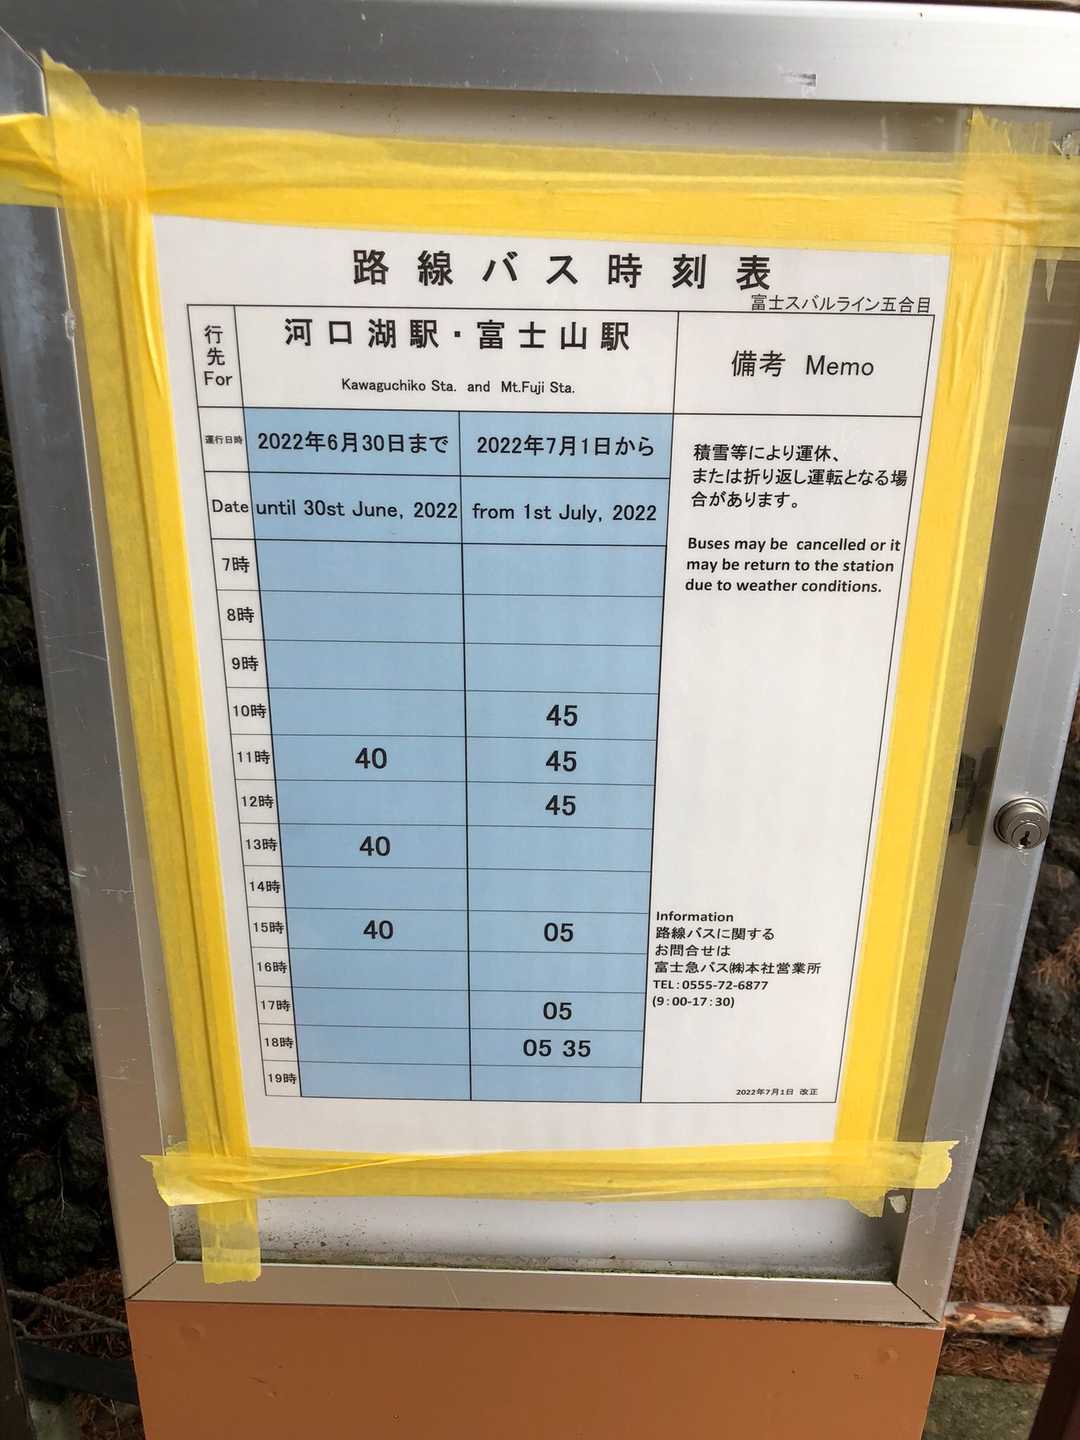 路線バス時刻表
富士スバルライン五合目
行先 For
河口湖駅・富士山駅
Kawaguchiko Sta. and Mt.Fuji Sta.
備考 Memo
運行日時 2022年6月30日まで 2022年7月1日から
Date until 30st June, 2022 from 1st July, 2022
積雪等により運休、
または折り返し運転となる場
合があります。
Buses may be cancelled or it
may be return to the station
due to weather conditions.
7時
8時
9時
10時 45
11時 40 45
12時 45
13時 40
14時
15時 40 05
16時
17時 05
18時 05 35
19時
Information
路線バスに関する
お問合せは
富士急バス㈱本社営業所
TEL:0555-72-6877
(9:00-17:30)
2022年7月1日 改正